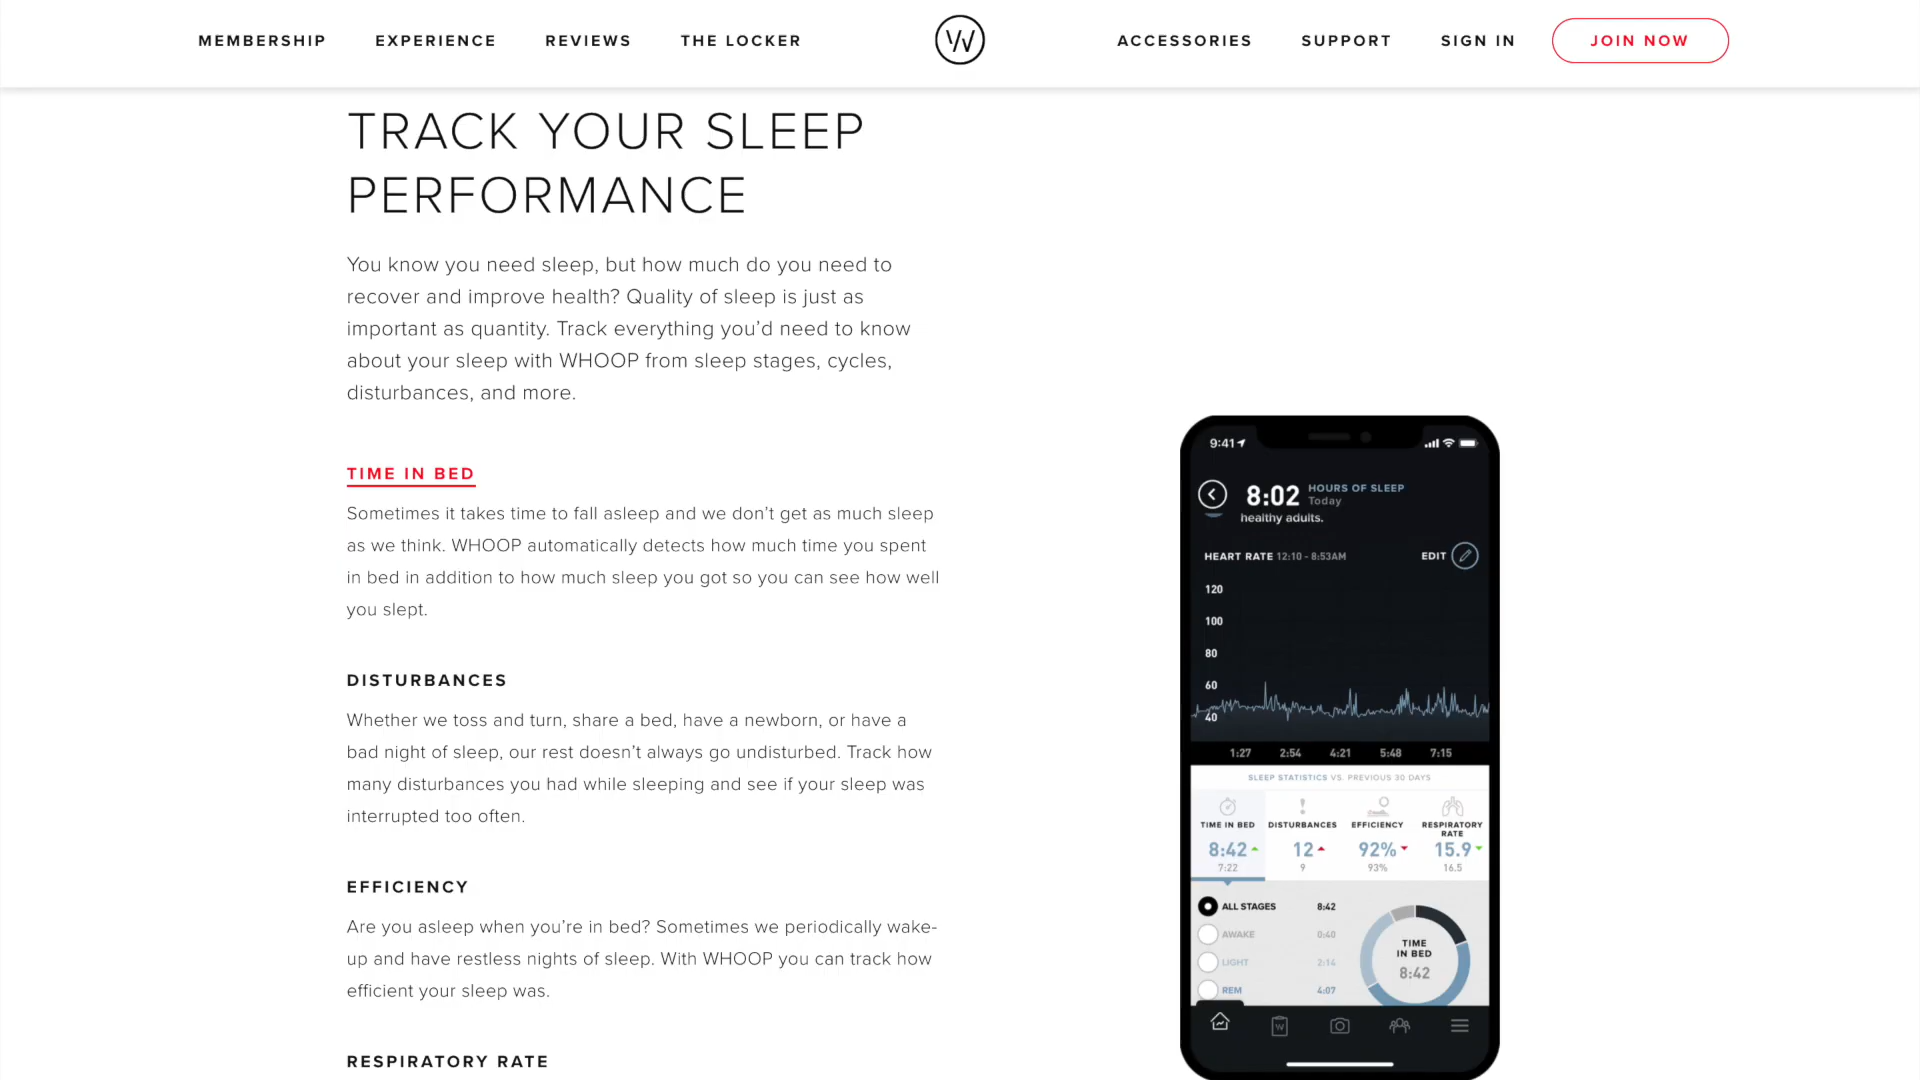 MEMBERSHIP EXPERIENCE REVIEWS THE LOCKER W ACCESSORIES SUPPORT SIGN IN JOIN NOW
TRACK YOUR SLEEP
PERFORMANCE
You know you need sleep, but how much do you need to
recover and improve health? Quality of sleep is just as
important as quantity. Track everything you’d need to know
about your sleep with WHOOP from sleep stages, cycles,
disturbances, and more.
TIME IN BED
Sometimes it takes time to fall asleep and we don’t get as much sleep
as we think. WHOOP automatically detects how much time you spent
in bed in addition to how much sleep you got so you can see how well
you slept.
DISTURBANCES
Whether we toss and turn, share a bed, have a newborn, or have a
bad night of sleep, our rest doesn’t always go undisturbed. Track how
many disturbances you had while sleeping and see if your sleep was
interrupted too often.
EFFICIENCY
Are you asleep when you’re in bed? Sometimes we periodically wake-
up and have restless nights of sleep. With WHOOP you can track how
efficient your sleep was.
RESPIRATORY RATE
9:41
8:02 HOURS OF SLEEP
Today
healthy adults.
HEART RATE 12:10 - 8:53AM EDIT
120
100
80
60
40
1:27 2:54 4:21 5:48 7:15
SLEEP STATISTICS VS. PREVIOUS 30 DAYS
TIME IN BED DISTURBANCES EFFICIENCY RESPIRATORY
RATE
8:42 12 92% 15.9
7:22 9 93% 16.5
ALL STAGES 8:42
AWAKE 0:40
LIGHT 2:14
REM 4:07
TIME
IN BED
8:42
W